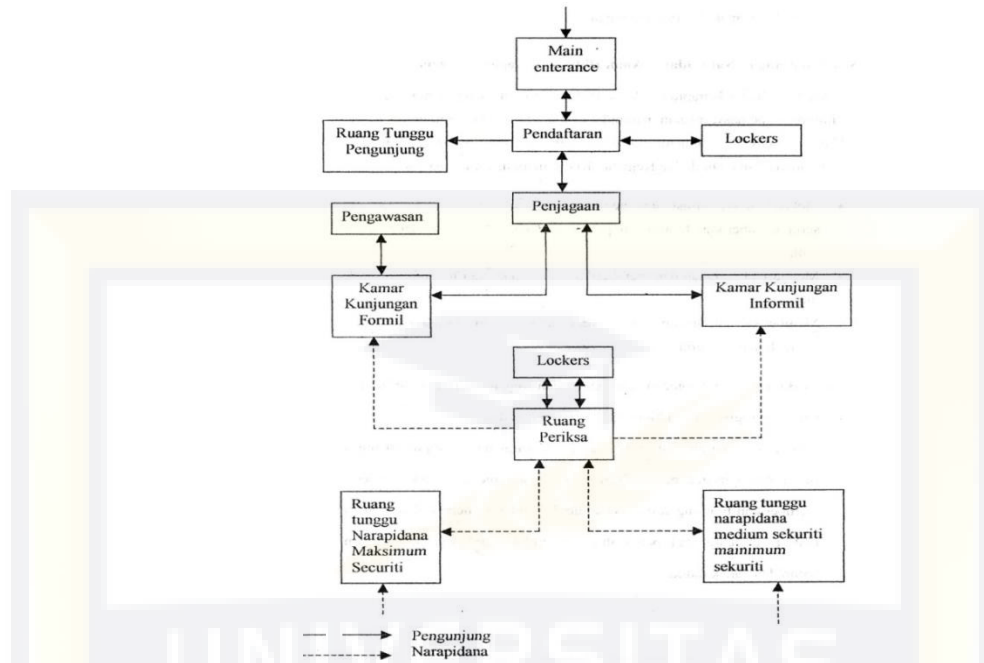 Main
enterance
Ruang Tunggu
Pengunjung
Pendaftaran
Lockers
Pengawasan
Penjagaan
Kamar
Kunjungan
Formil
Kamar Kunjungan
Informil
Lockers
Ruang
Periksa
Ruang
tunggu
Narapidana
Maksimum
Securiti
Ruang tunggu
narapidana
medium sekuriti
mainimum
sekuriti
Pengunjung
Narapidana
UNIVERSITAS